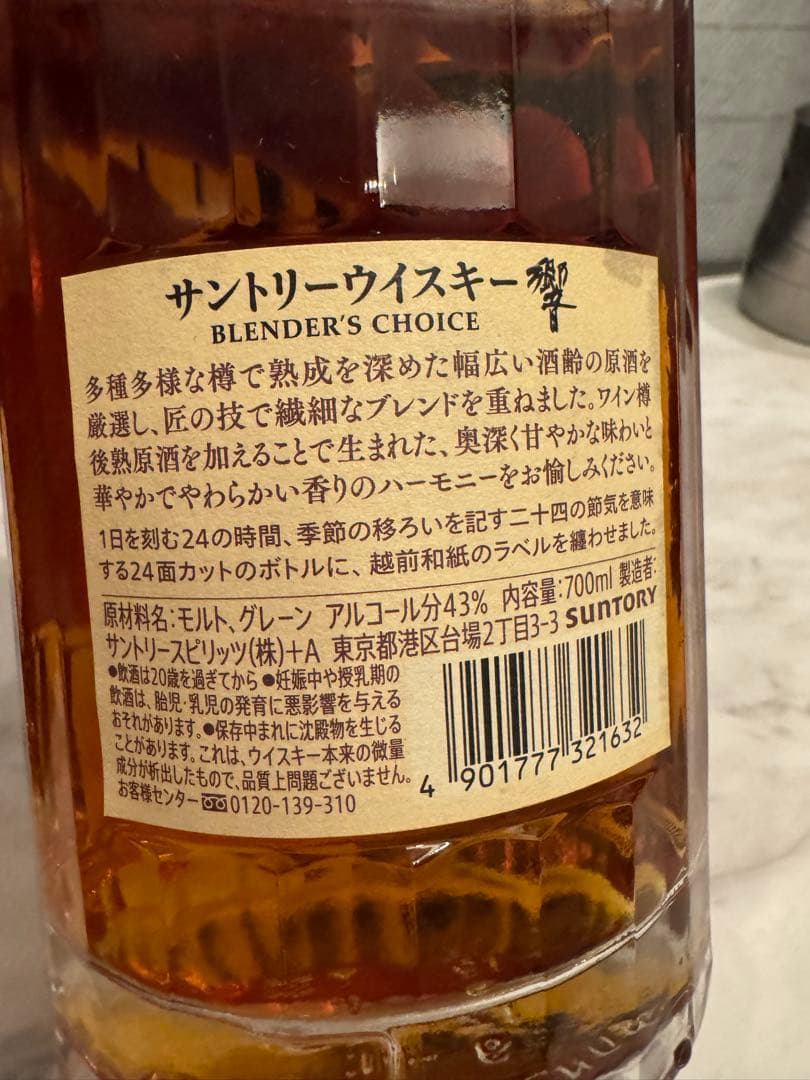 サントリーウイスキー 響
BLENDER'S CHOICE
多種多様な樽で熟成を深めた幅広い酒齢の原酒を
厳選し、匠の技で繊細なブレンドを重ねました。ワイン樽
後熟原酒を加えることで生まれた、奥深く甘やかな味わいと
華やかでやわらかい香りのハーモニーをお愉しみください。
1日を刻む24の時間、季節の移ろいを記す二十四の節気を意味
する24面カットのボトルに、越前和紙のラベルを纏わせました。
原材料名:モルト、グレーン アルコール分43% 内容量:700ml 製造者:
サントリースピリッツ(株)+A 東京都港区台場2丁目3-3 SUNTORY
●飲酒は20歳を過ぎてから ●妊娠中や授乳期の
飲酒は、胎児・乳児の発育に悪影響を与える
おそれがあります。●保存中まれに沈殿物を生じる
ことがあります。これは、ウイスキー本来の微量
成分が析出したもので、品質上問題ございません。
お客様センター 0120-139-310
4 901777 321632